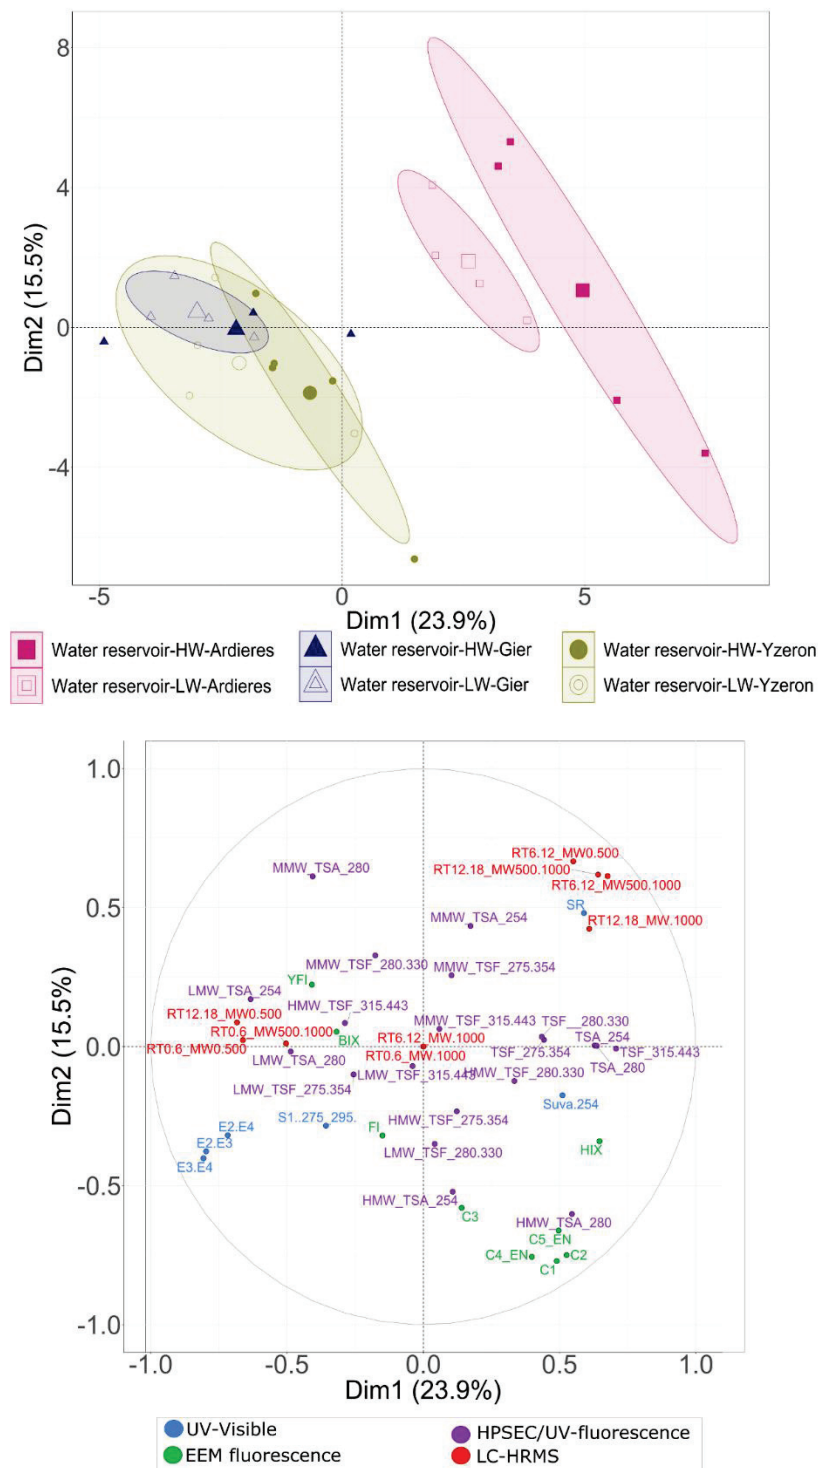 8
4
0
-4
Dim2 (15.5%)
-5
0
5
Dim1 (23.9%)
Water reservoir-HW-Ardieres
Water reservoir-HW-Gier
Water reservoir-HW-Yzeron
Water reservoir-LW-Ardieres
Water reservoir-LW-Gier
Water reservoir-LW-Yzeron
1.0
0.5
0.0
-0.5
-1.0
Dim2 (15.5%)
RT6.12_MW0.500
MMW_TSA_280
RT12.18_MW500.1000
RT6.12_MW500.1000
SR
RT12.18_MW.1000
MMW_TSA_254
MMW_TSF_280.330
MMW_TSF_275.354
YFI
LMW_TSA_254
HMW_TSF_315.443
RT12.18_MW0.500
MMW_TSF_315.443
TSF__280.330
RT0.6_MW500.1000
BIX
RT6.12_MW.1000
TSA_254
RT0.6_MW0.500
TSF_275.354
TSF_315.443
LMW_TSA_280
RT0.6_MW.1000
TSA_280
LMW_TSF_315.443
HMW_TSF_280.330
LMW_TSF_275.354
Suva.254
S1..275_295.
HMW_TSF_275.354
E2.E4
FI
E2.E3
LMW_TSF_280.330
HIX
E3.E4
HMW_TSA_254
C3
HMW_TSA_280
C5_EN
C4_EN
C2
C1
-1.0
-0.5
0.0
0.5
1.0
Dim1 (23.9%)
UV-Visible
HPSEC/UV-fluorescence
EEM fluorescence
LC-HRMS